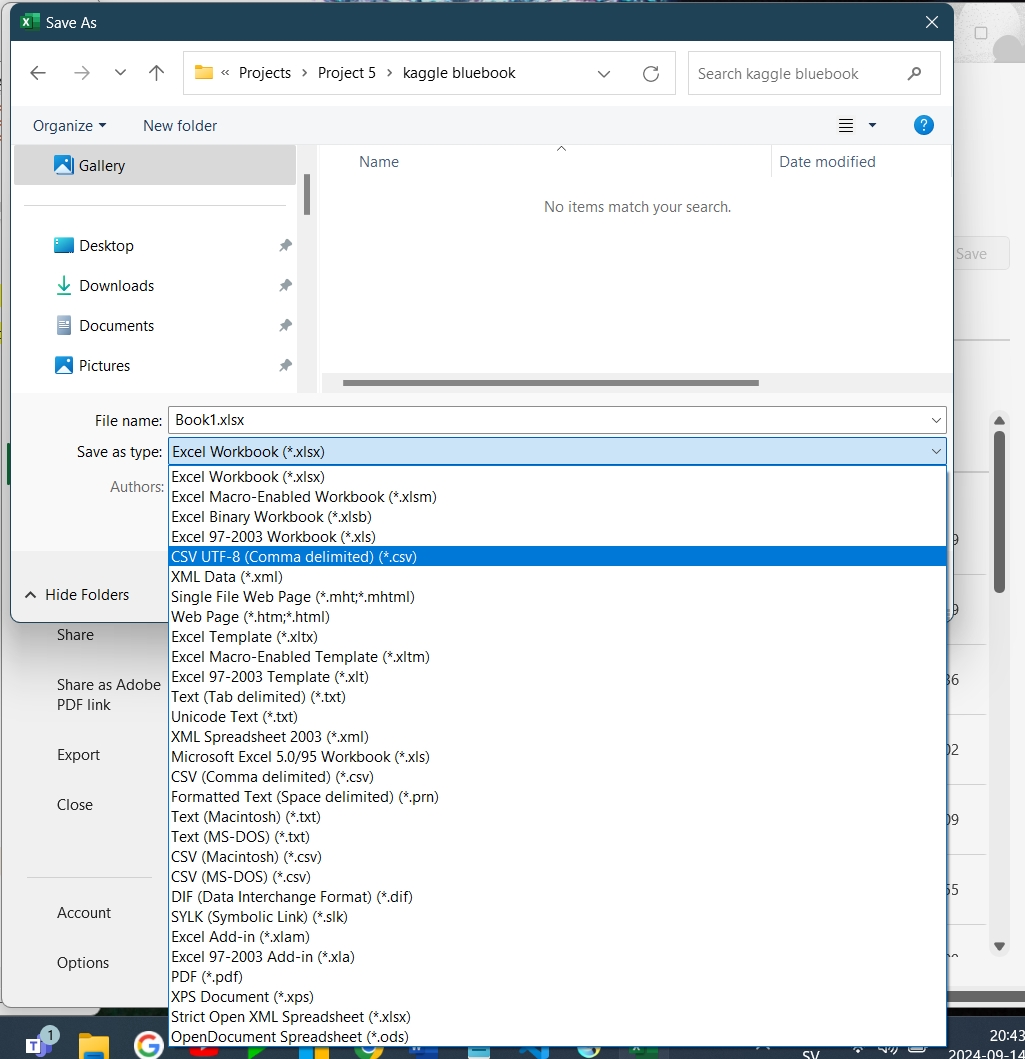 Save As
« Projects > Project 5 > kaggle bluebook
Search kaggle bluebook
Organize
New folder
?
Gallery
Name
Date modified
No items match your search.
Desktop
Downloads
Documents
Pictures
Save
File name: Book1.xlsx
Save as type: Excel Workbook (*.xlsx)
Authors:
Excel Workbook (*.xlsx)
Excel Macro-Enabled Workbook (*.xlsm)
Excel Binary Workbook (*.xlsb)
Excel 97-2003 Workbook (*.xls)
CSV UTF-8 (Comma delimited) (*.csv)
XML Data (*.xml)
Single File Web Page (*.mht;*.mhtml)
Web Page (*.htm;*.html)
Excel Template (*.xltx)
Excel Macro-Enabled Template (*.xltm)
Excel 97-2003 Template (*.xlt)
Text (Tab delimited) (*.txt)
Unicode Text (*.txt)
XML Spreadsheet 2003 (*.xml)
Microsoft Excel 5.0/95 Workbook (*.xls)
CSV (Comma delimited) (*.csv)
Formatted Text (Space delimited) (*.prn)
Text (Macintosh) (*.txt)
Text (MS-DOS) (*.txt)
CSV (Macintosh) (*.csv)
CSV (MS-DOS) (*.csv)
DIF (Data Interchange Format) (*.dif)
SYLK (Symbolic Link) (*.slk)
Excel Add-in (*.xlam)
Excel 97-2003 Add-in (*.xla)
PDF (*.pdf)
XPS Document (*.xps)
Strict Open XML Spreadsheet (*.xlsx)
OpenDocument Spreadsheet (*.ods)
Hide Folders
Share
Share as Adobe
PDF link
Export
Close
Account
Options
9
9
36
02
09
55
1
T
SV
20:43
2024-09-14